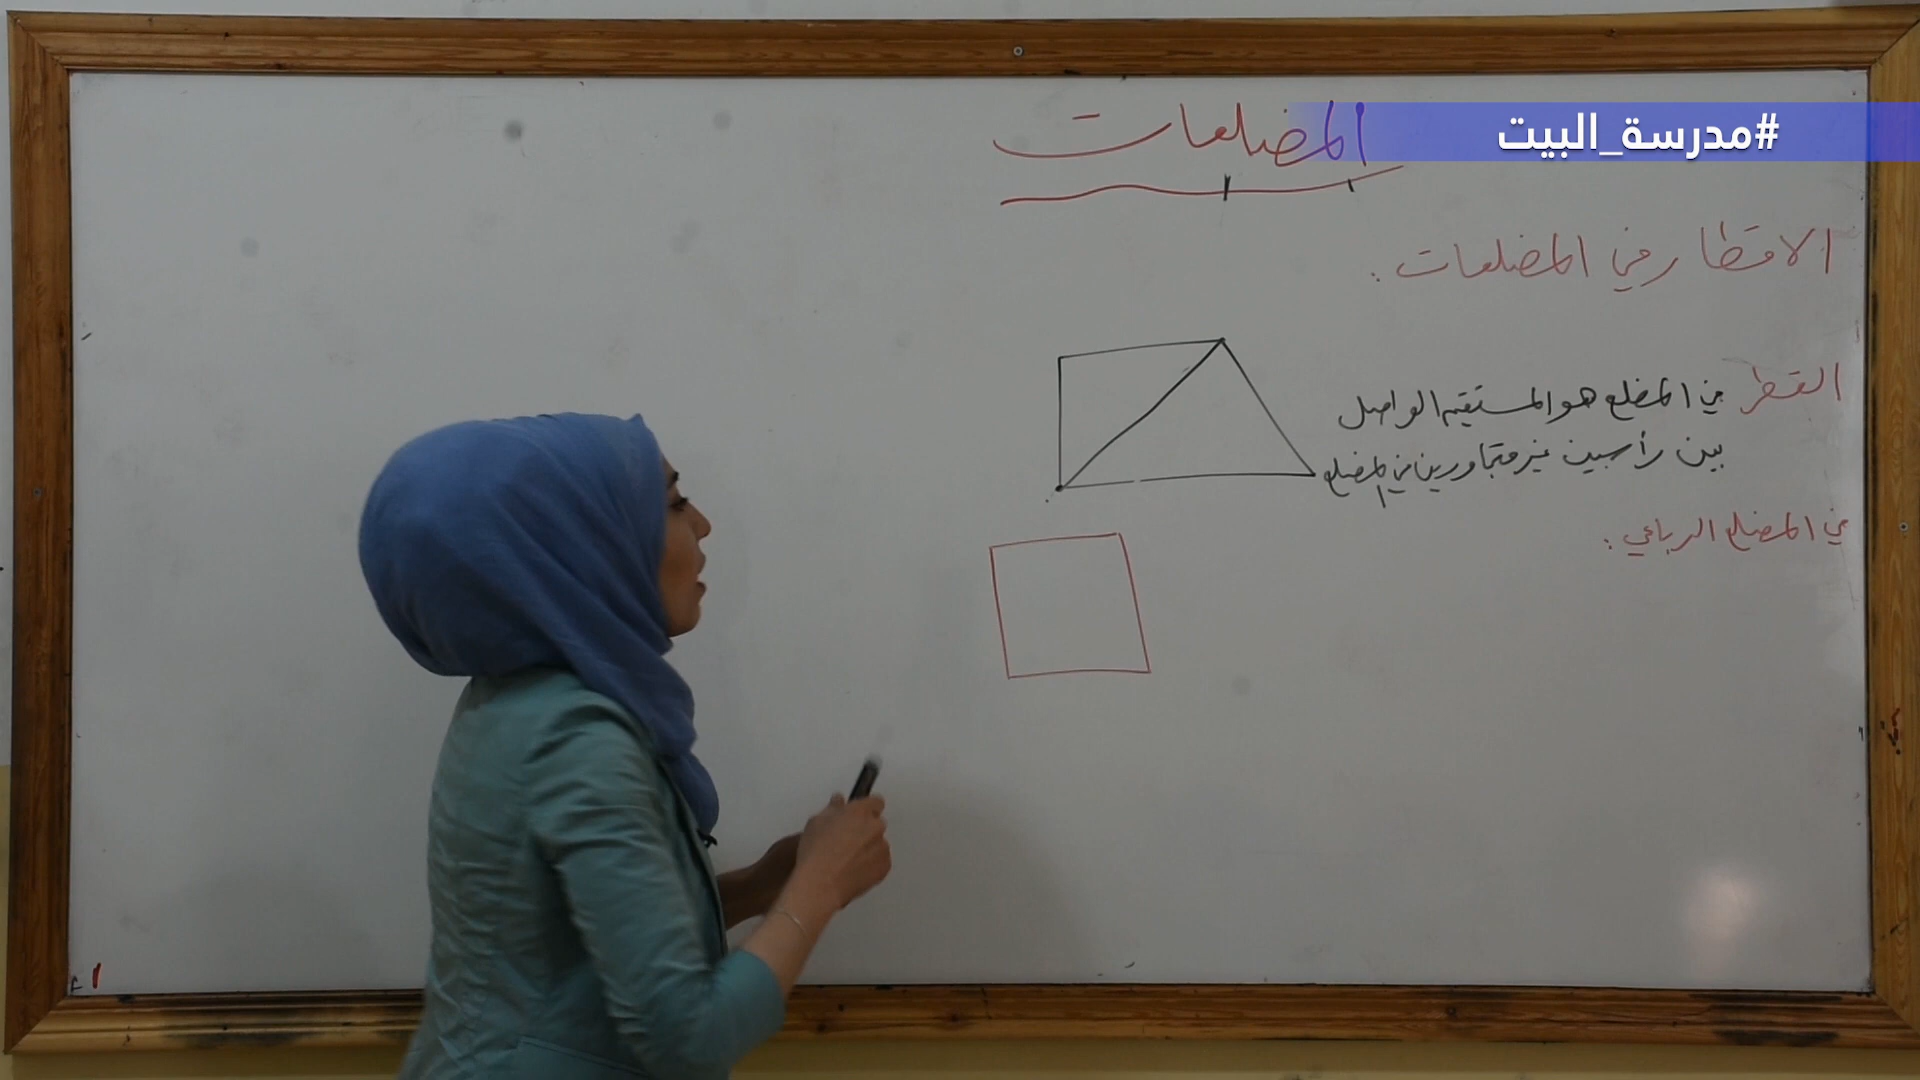 #مدرسة_البيت
المضلعات
الاقطار في المضلعات:
القطر في المضلع هو المستقيم الواصل
بين رأسين غير متجاورين في المضلع
في المضلع الرباعي: